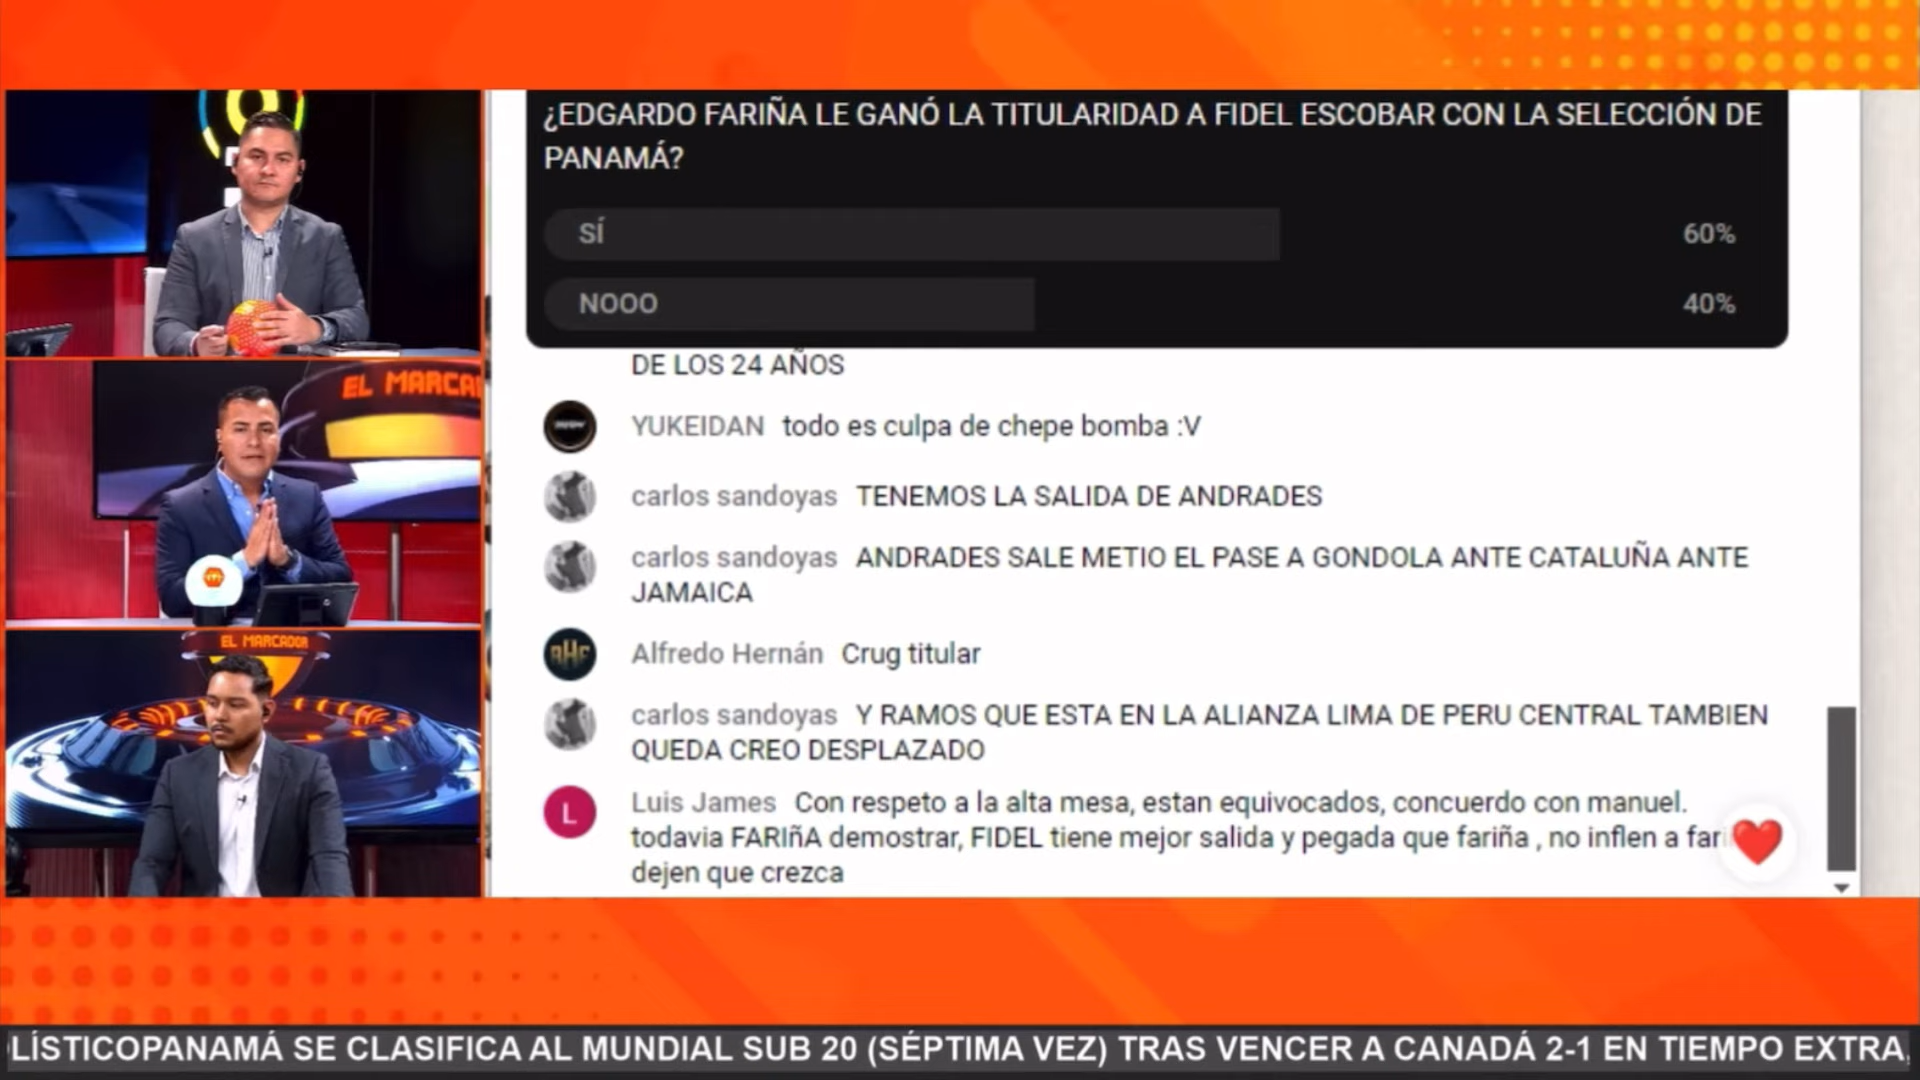 ¿EDGARDO FARIÑA LE GANÓ LA TITULARIDAD A FIDEL ESCOBAR CON LA SELECCIÓN DE
PANAMÁ?
SÍ 60%
NOOO 40%
DE LOS 24 AÑOS
YUKEIDAN todo es culpa de chepe bomba :V
carlos sandoyas TENEMOS LA SALIDA DE ANDRADES
carlos sandoyas ANDRADES SALE METIO EL PASE A GONDOLA ANTE CATALUÑA ANTE
JAMAICA
Alfredo Hernán Crug titular
carlos sandoyas Y RAMOS QUE ESTA EN LA ALIANZA LIMA DE PERU CENTRAL TAMBIEN
QUEDA CREO DESPLAZADO
L
Luis James Con respeto a la alta mesa, estan equivocados, concuerdo con manuel.
todavia FARIñA demostrar, FIDEL tiene mejor salida y pegada que fariña , no inflen a fari
dejen que crezca
EL MARCA
EL MARCADOR
LÍSTICOPANAMÁ SE CLASIFICA AL MUNDIAL SUB 20 (SÉPTIMA VEZ) TRAS VENCER A CANADÁ 2-1 EN TIEMPO EXTRA,